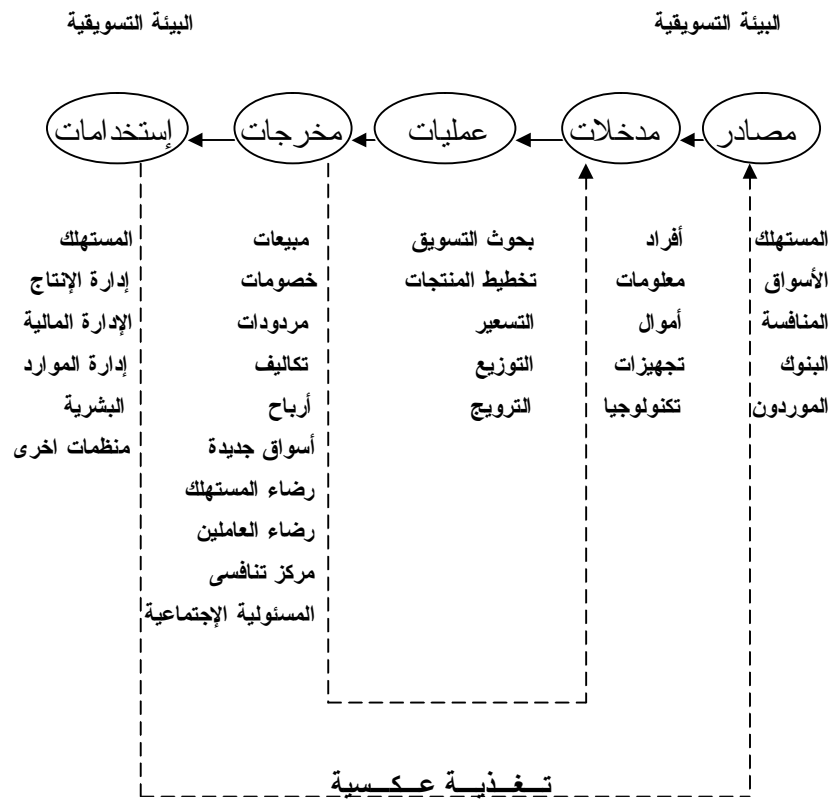 البيئة التسويقية
البيئة التسويقية
مصادر
مدخلات
عمليات
مخرجات
إستخدامات
المستهلك
الأسواق
المنافسة
البنوك
الموردون
أفراد
معلومات
أموال
تجهيزات
تكنولوجيا
بحوث التسويق
تخطيط المنتجات
التسعير
التوزيع
الترويج
مبيعات
خصومات
مردودات
تكاليف
أرباح
أسواق جديدة
رضاء المستهلك
رضاء العاملين
مركز تنافسى
المسئولية الإجتماعية
المستهلك
إدارة الإنتاج
الإدارة المالية
إدارة الموارد
البشرية
منظمات اخرى
تــغــذيــة عــكــســية